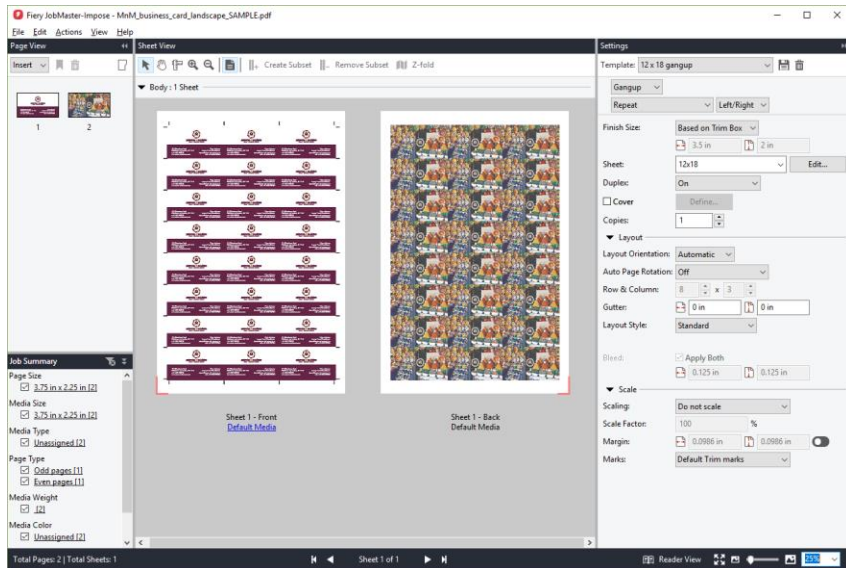 Fiery JobMaster-Impose - MnM_business_card_landscape_SAMPLE.pdf
File Edit Actions View Help
Page View
Insert
1
2
Job Summary
Page Size
3.75 in x 2.25 in [2]
Media Size
3.75 in x 2.25 in [2]
Media Type
Unassigned [2]
Page Type
Odd pages [1]
Even pages [1]
Media Weight
[2]
Media Color
Unassigned [2]
Sheet View
Create Subset Remove Subset Z-fold
Body : 1 Sheet
Sheet 1 - Front
Default Media
Sheet 1 - Back
Default Media
Settings
Template: 12 x 18 gangup
Gangup
Repeat Left/Right
Finish Size: Based on Trim Box
3.5 in 2 in
Sheet: 12x18 Edit...
Duplex: On
Cover Define...
Copies: 1
Layout
Layout Orientation: Automatic
Auto Page Rotation: Off
Row & Column: 8 x 3
Gutter: 0 in 0 in
Layout Style: Standard
Bleed: Apply Both
0.125 in 0.125 in
Scale
Scaling: Do not scale
Scale Factor: 100 %
Margin: 0.0986 in 0.0986 in
Marks: Default Trim marks
Total Pages: 2 | Total Sheets: 1
Sheet 1 of 1
Reader View
25%